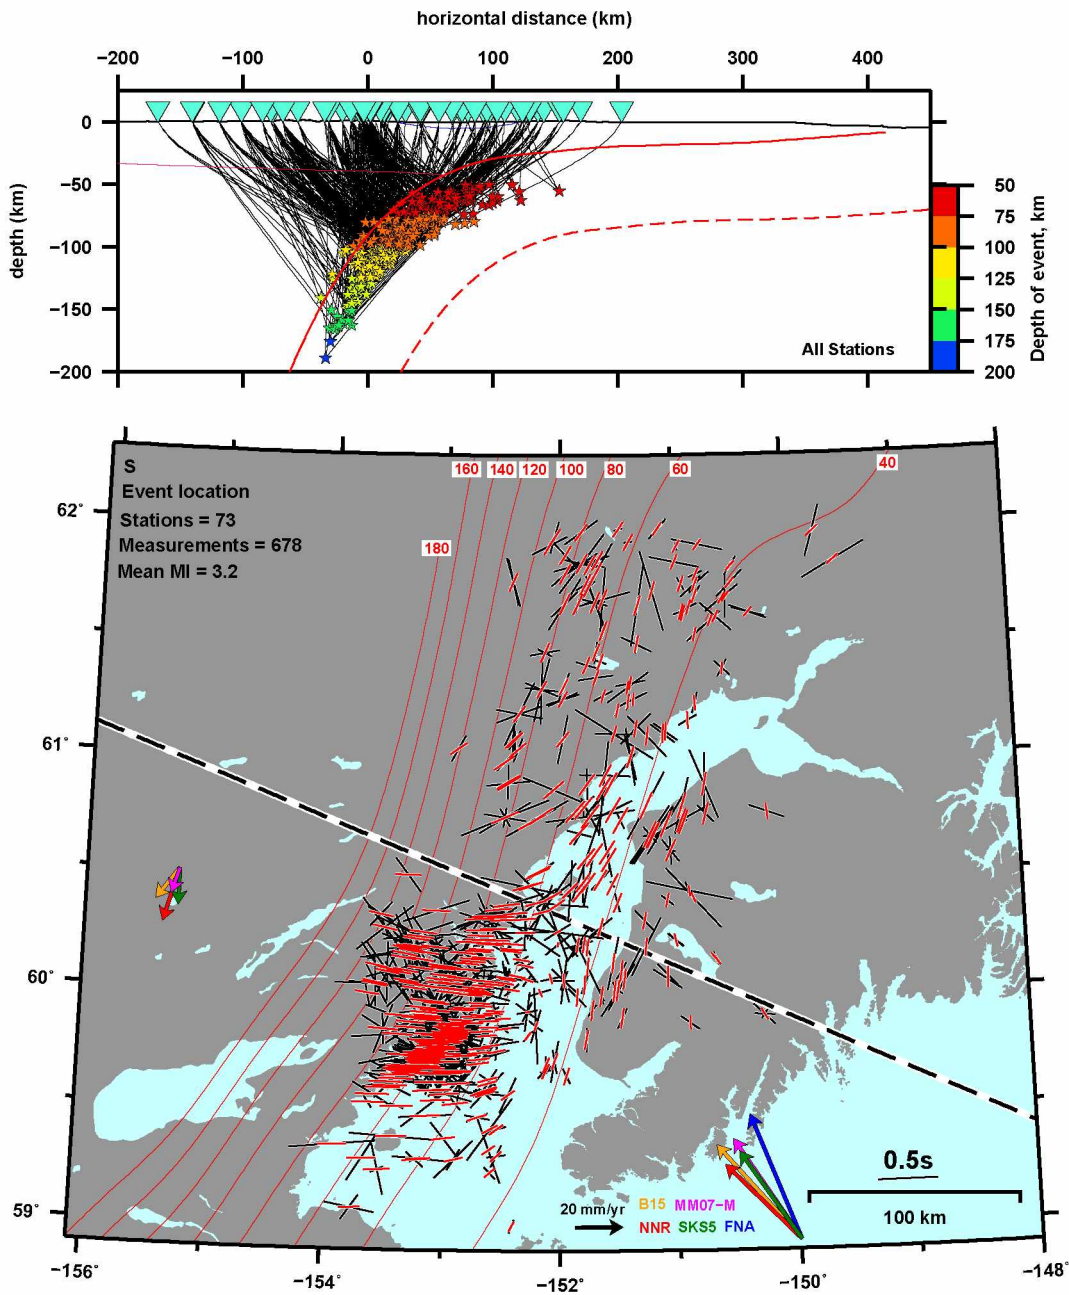 horizontal distance (km)
−200 −100 0 100 200 300 400
0
−50
−100
−150
−200
depth (km)
All Stations
50
75
100
125
150
175
200
Depth of event, km
S
Event location
Stations = 73
Measurements = 678
Mean Ml = 3.2
160 140 120 100 80 60 40
180
62°
61°
60°
59°
0.5s
20 mm/yr
B15 MM07−M
NNR SKS5 FNA
100 km
−156° −154° −152° −150° −148°